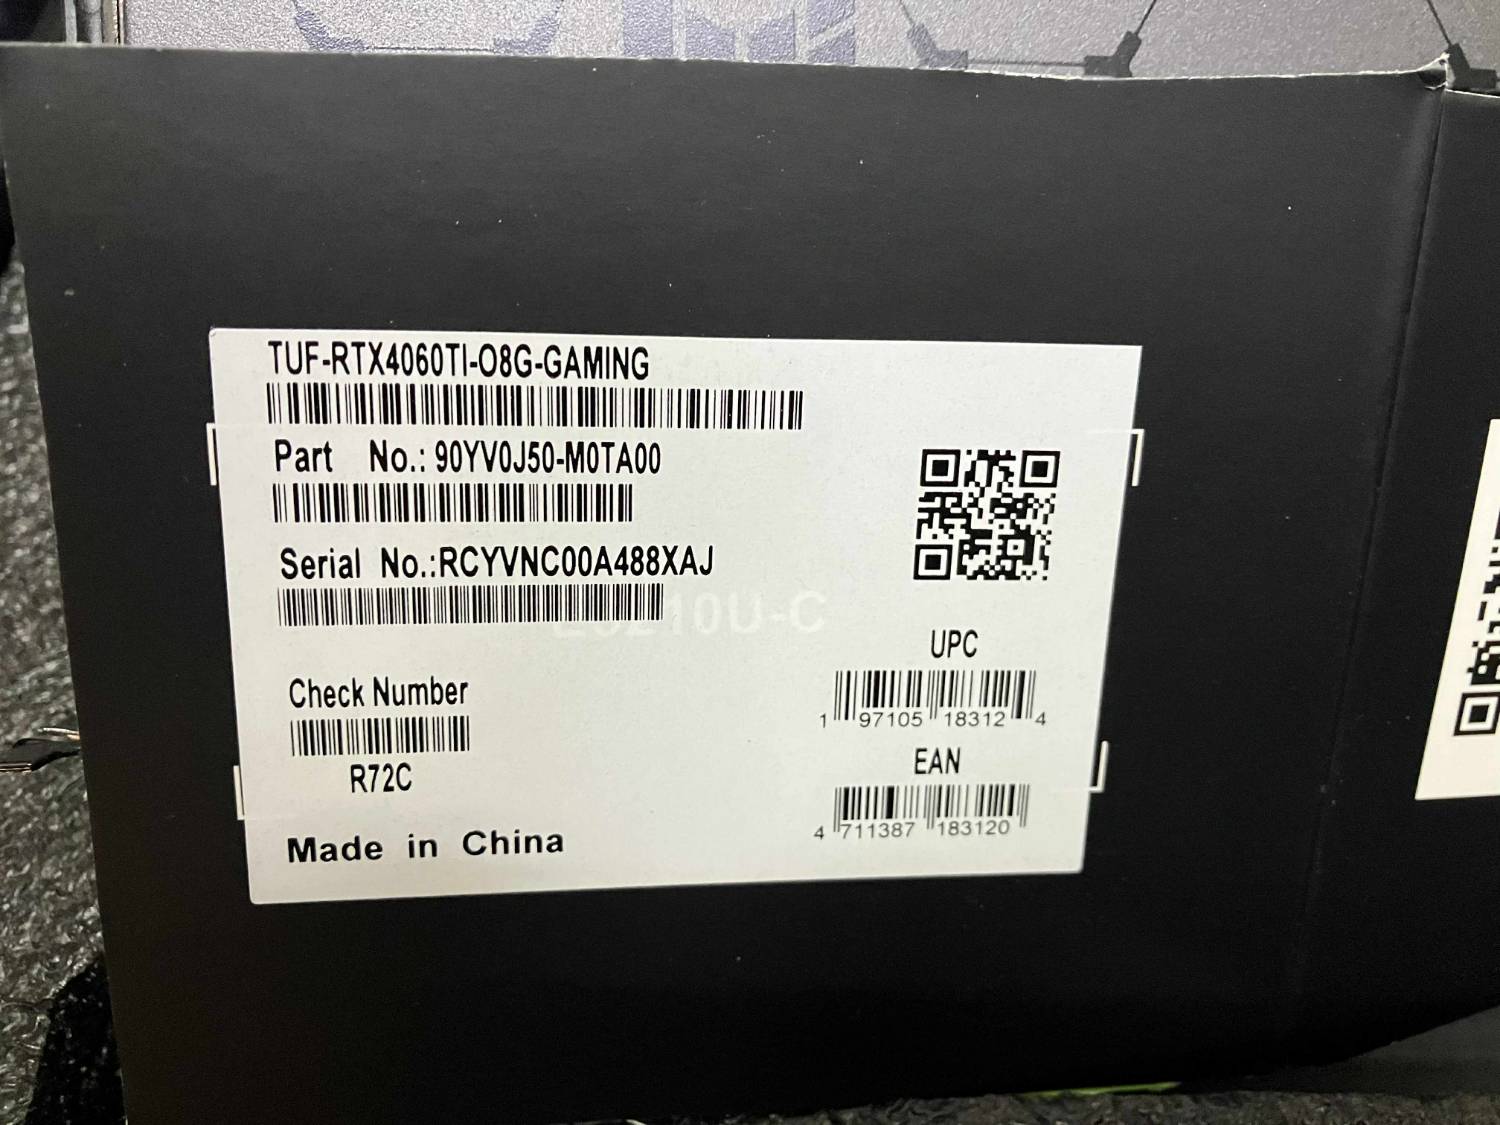 TUF-RTX4060TI-O8G-GAMING
Part No.: 90YV0J50-M0TA00
Serial No.:RCYVNC00A488XAJ
10U-C
Check Number
R72C
Made in China
UPC
1 97105 18312 4
EAN
4 711387 183120